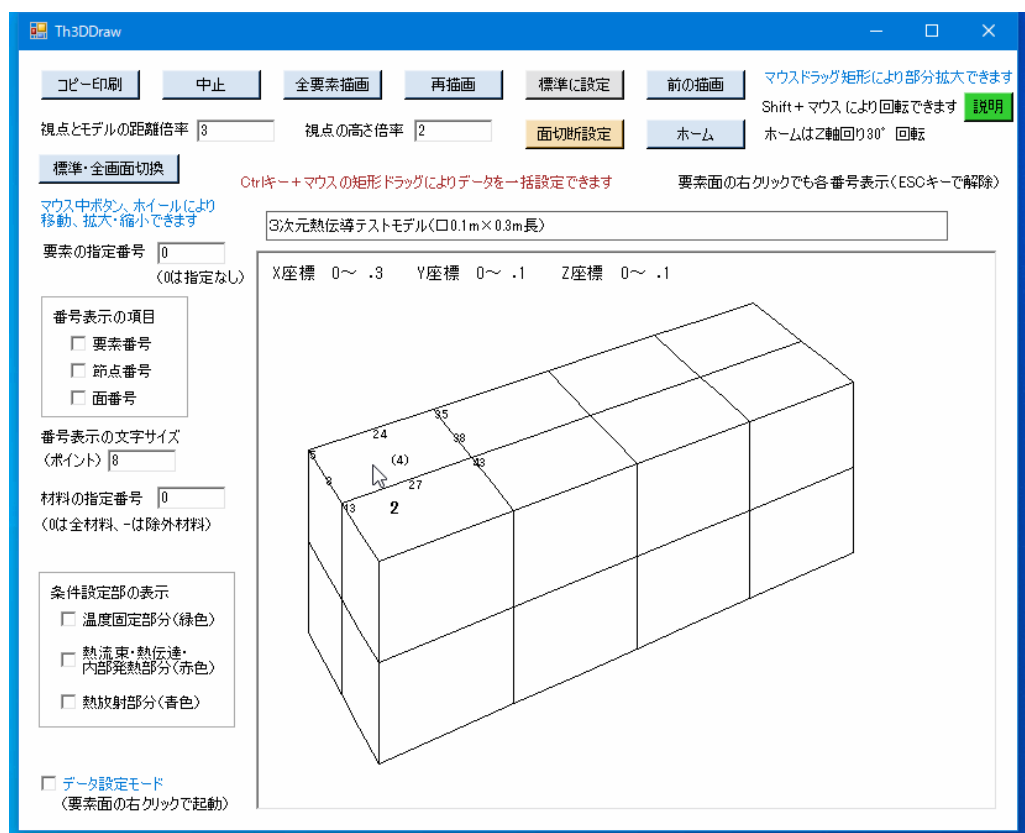 Th3DDraw
コピー印刷 中止 全要素描画 再描画 標準に設定 前の描画 マウスドラッグ矩形により部分拡大できます
Shift+マウスにより回転できます 説明
視点とモデルの距離倍率 3 視点の高さ倍率 2 面切断設定 ホーム ホームはZ軸回り30°回転
標準・全画面切換
Ctrlキー+マウスの矩形ドラッグによりデータを一括設定できます 要素面の右クリックでも各番号表示(ESCキーで解除)
マウス中ボタン、ホイールにより
移動、拡大・縮小できます
3次元熱伝導テストモデル(口0.1m×0.3m長)
要素の指定番号 0
(0は指定なし)
X座標 0~ .3 Y座標 0~ .1 Z座標 0~ .1
番号表示の項目
要素番号
節点番号
面番号
番号表示の文字サイズ
(ポイント) 8
材料の指定番号 0
(0は全材料、-は除外材料)
35
24
38
5
(4)
43
8
27
13
2
条件設定部の表示
温度固定部分(緑色)
熱流束・熱伝達・
内部発熱部分(赤色)
熱放射部分(青色)
データ設定モード
(要素面の右クリックで起動)